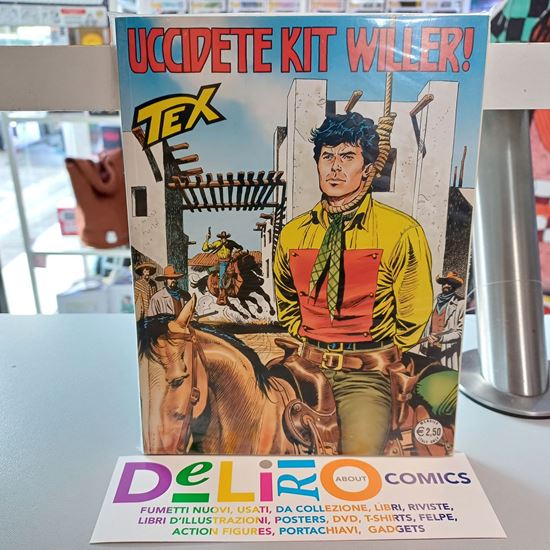 UCCIDETE KIT WILLER!
TEX
€ 2,50
DeLiRiO ABOUT COMICS
FUMETTI NUOVI, USATI, DA COLLEZIONE, LIBRI, RIVISTE,
LIBRI D'ILLUSTRAZIONI, POSTERS, DVD, T-SHIRTS, FELPE,
ACTION FIGURES, PORTACHIAVI, GADGETS